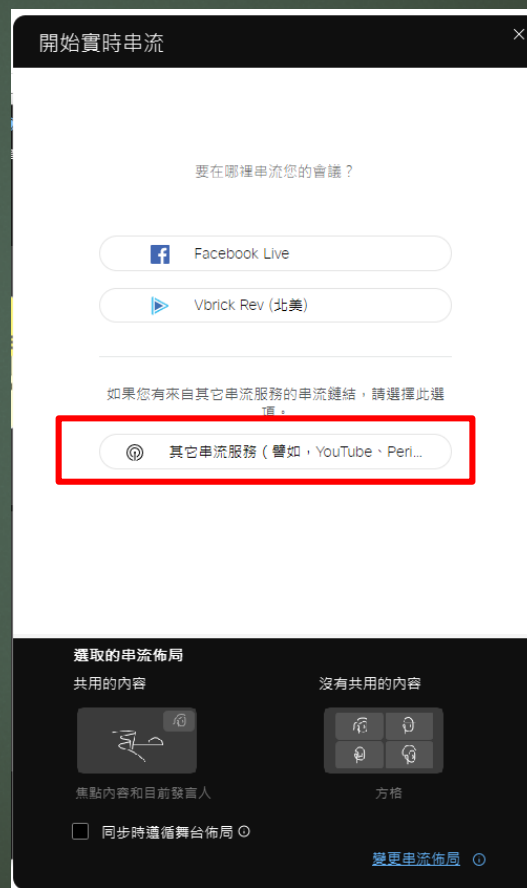 開始實時串流
要在哪裡串流您的會議？
Facebook Live
Vbrick Rev (北美)
如果您有來自其它串流服務的串流鏈結，請選擇此選
項。
其它串流服務（譬如，YouTube、Peri...
選取的串流佈局
共用的內容
沒有共用的內容
焦點內容和目前發言人
方格
同步時遵循舞台佈局
變更串流佈局